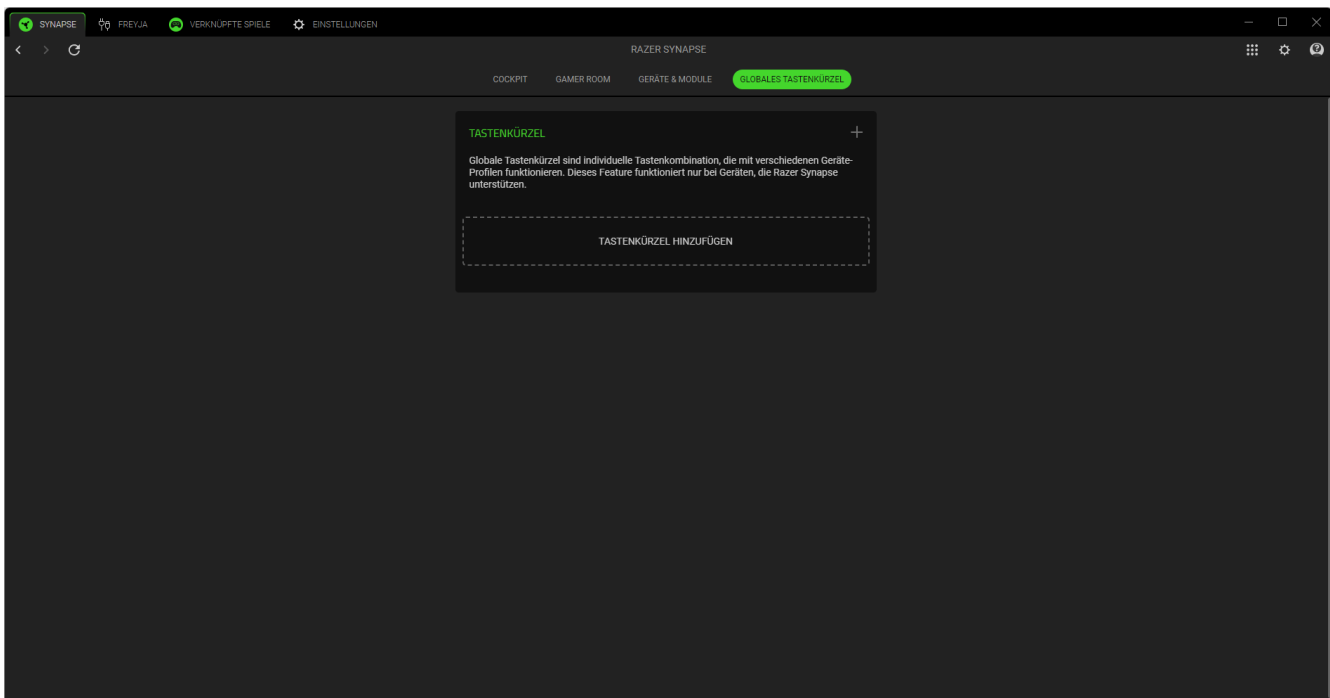 SYNAPSE
FREYJA
VERKNÜPFTE SPIELE
EINSTELLUNGEN
RAZER SYNAPSE
COCKPIT
GAMER ROOM
GERÄTE & MODULE
GLOBALES TASTENKÜRZEL
TASTENKÜRZEL
Globale Tastenkürzel sind individuelle Tastenkombination, die mit verschiedenen Geräte-
Profilen funktionieren. Dieses Feature funktioniert nur bei Geräten, die Razer Synapse
unterstützen.
TASTENKÜRZEL HINZUFÜGEN